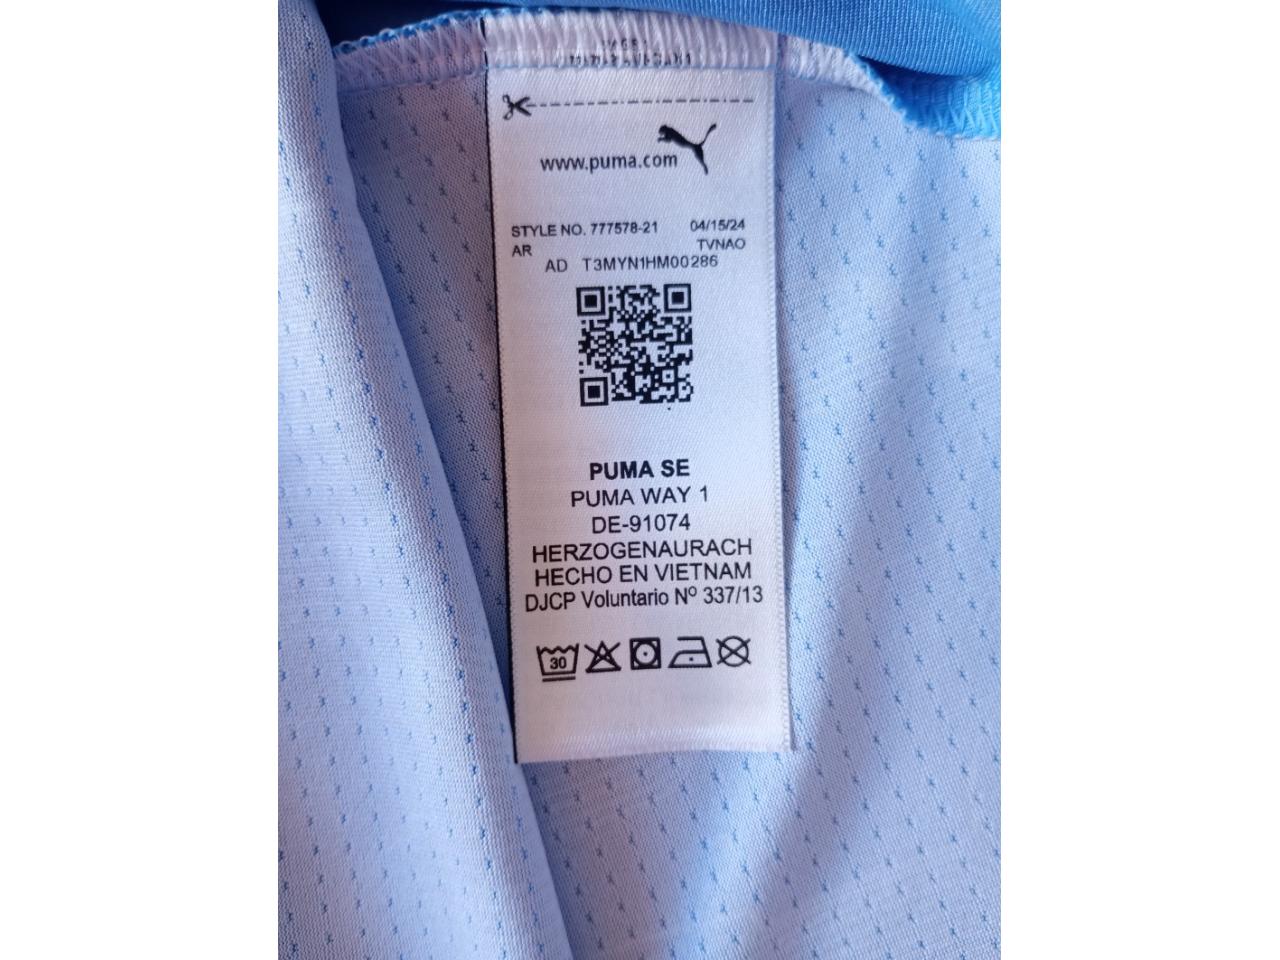 www.puma.com
STYLE NO. 777578-21 04/15/24
AR TVNAO
AD T3MYN1HM00286
PUMA SE
PUMA WAY 1
DE-91074
HERZOGENAURACH
HECHO EN VIETNAM
DJCP Voluntario Nº 337/13
30